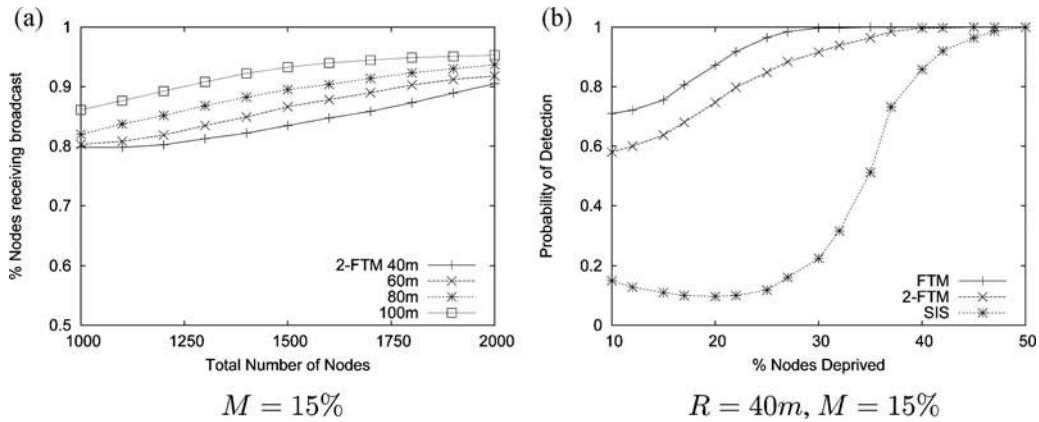 (a)
% Nodes receiving broadcast
1
0.9
0.8
0.7
0.6
0.5
2-FTM 40m
60m
80m
100m
1000
1250
1500
1750
2000
Total Number of Nodes
M = 15%
(b)
Probability of Detection
1
0.8
0.6
0.4
0.2
0
FTM
2-FTM
SIS
10
20
30
40
50
% Nodes Deprived
R = 40m, M = 15%